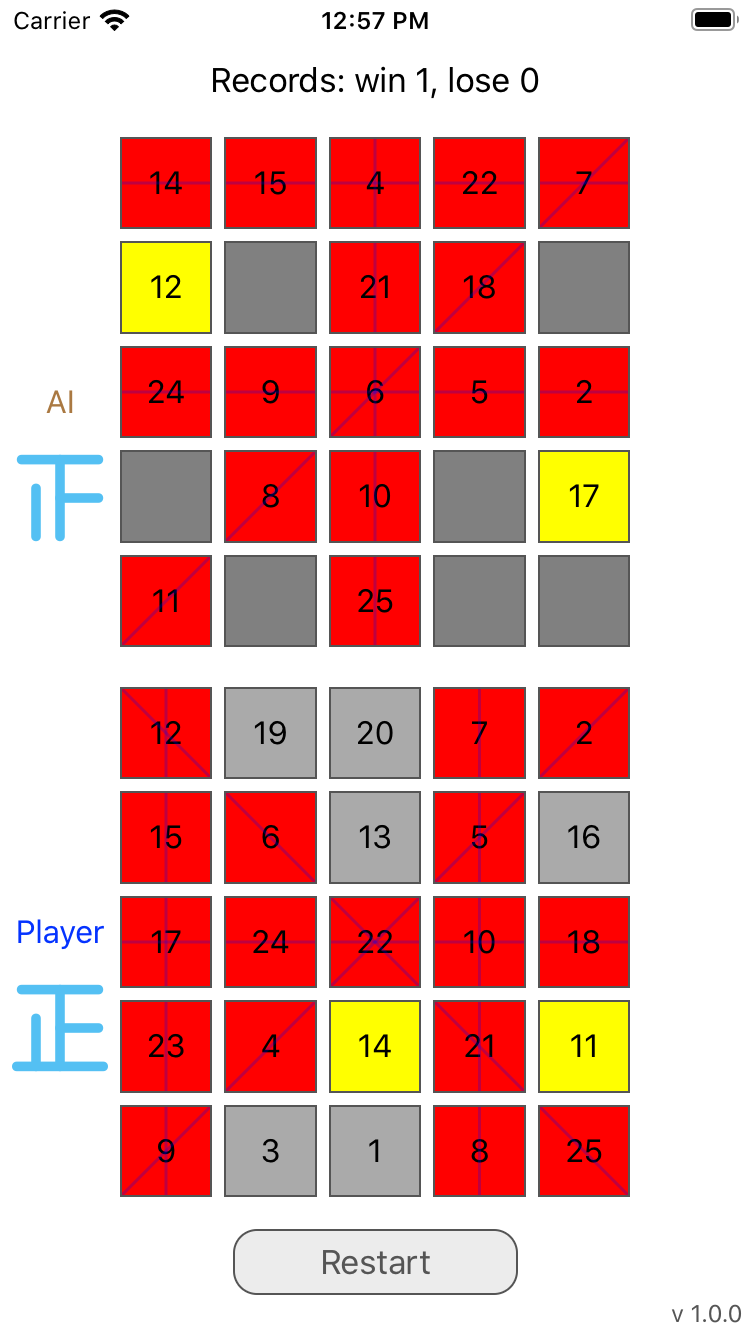 Carrier 12:57 PM
Records: win 1, lose 0
14 15 4 22 7
12 21 18
24 9 6 5 2
AI
8 10 17
11 25
12 19 20 7 2
15 6 13 5 16
Player
17 24 22 10 18
正
23 4 14 21 11
9 3 1 8 25
Restart
v 1.0.0